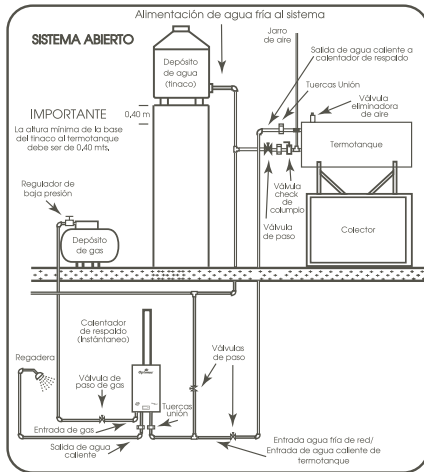 Alimentación de agua fría al sistema
SISTEMA ABIERTO
Jarro
de aire
Salida de agua caliente a
calentador de respaldo
Tuercas Unión
Depósito
de agua
(tinaco)
0,40 m
Válvula
eliminadora
de aire
IMPORTANTE
La altura mínima de la base
del tinaco al termotanque
debe ser de 0,40 mts.
Termotanque
Válvula
check
de
columpio
Válvula
de paso
Regulador de
baja presión
Depósito
de gas
Colector
Calentador
de respaldo
(Instantáneo)
Regadera
Válvulas
de paso
Válvula de
paso de gas
Tuercas
unión
Entrada de gas
Salida de agua
caliente
Entrada agua fría de red/
Entrada de agua caliente de
termotanque